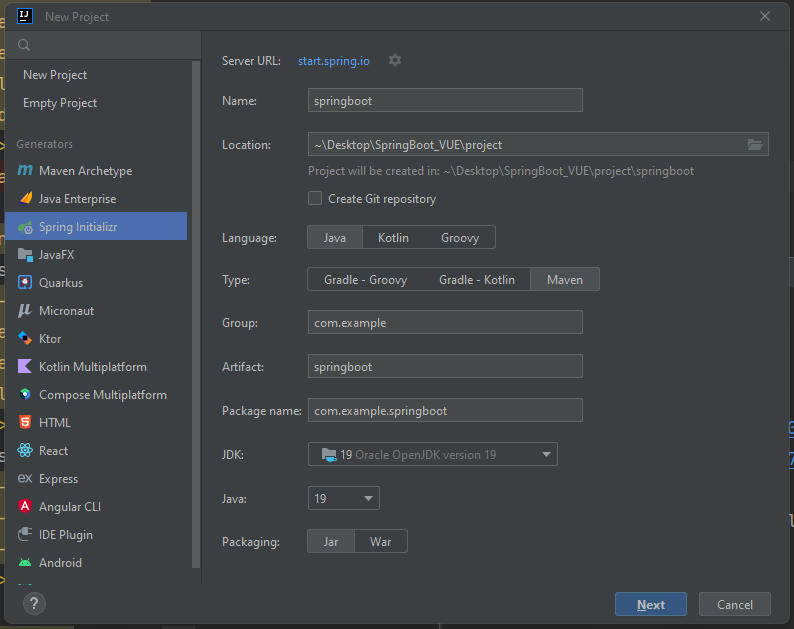 New Project
Server URL: start.spring.io
New Project
Empty Project
Name: springboot
Generators
Location: ~\Desktop\SpringBoot_VUE\project
Project will be created in: ~\Desktop\SpringBoot_VUE\project\springboot
Maven Archetype
Java Enterprise
Create Git repository
Spring Initializr
Language: Java Kotlin Groovy
JavaFX
Quarkus
Type: Gradle - Groovy Gradle - Kotlin Maven
Micronaut
Group: com.example
Ktor
Kotlin Multiplatform
Artifact: springboot
Compose Multiplatform
Package name: com.example.springboot
HTML
React
JDK: 19 Oracle OpenJDK version 19
ex Express
Java: 19
Angular CLI
IDE Plugin
Packaging: Jar War
Android
? Next Cancel